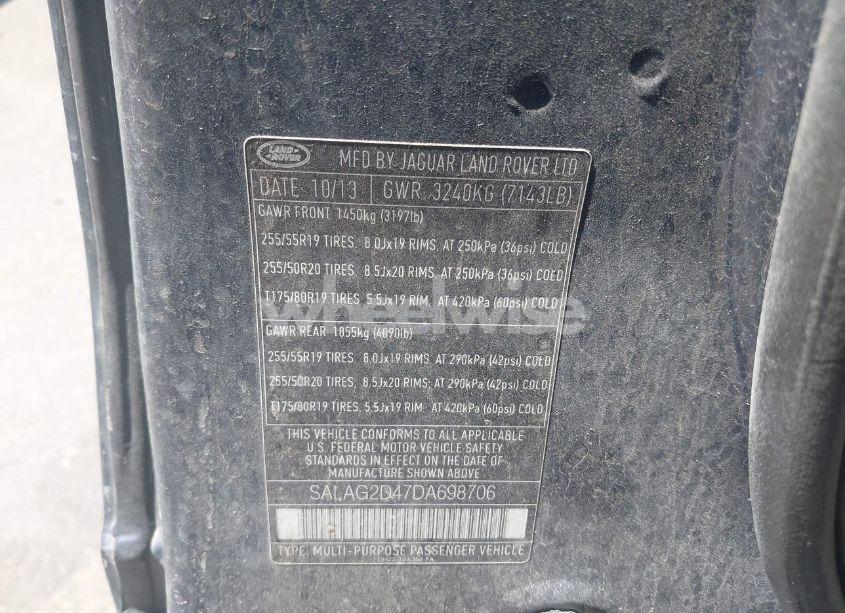 LAND ROVER
MFD BY JAGUAR LAND ROVER LTD
DATE: 10/13 GWR 3240KG (7143LB)
GAWR FRONT 1450kg (3197lb)
255/55R19 TIRES, 8.0Jx19 RIMS, AT 250kPa (36psi) COLD
255/50R20 TIRES, 8.5Jx20 RIMS, AT 250kPa (36psi) COLD
T175/80R19 TIRES, 5.5Jx19 RIM, AT 420kPa (60psi) COLD
wheelwise
GAWR REAR 1855kg (4090lb)
255/55R19 TIRES, 8.0Jx19 RIMS, AT 290kPa (42psi) COLD
255/50R20 TIRES, 8.5Jx20 RIMS, AT 290kPa (42psi) COLD
T175/80R19 TIRES, 5.5Jx19 RIM, AT 420kPa (60psi) COLD
THIS VEHICLE CONFORMS TO ALL APPLICABLE
U.S. FEDERAL MOTOR VEHICLE SAFETY
STANDARDS IN EFFECT ON THE DATE OF
MANUFACTURE SHOWN ABOVE
SALAG2D47DA698706
TYPE: MULTI-PURPOSE PASSENGER VEHICLE